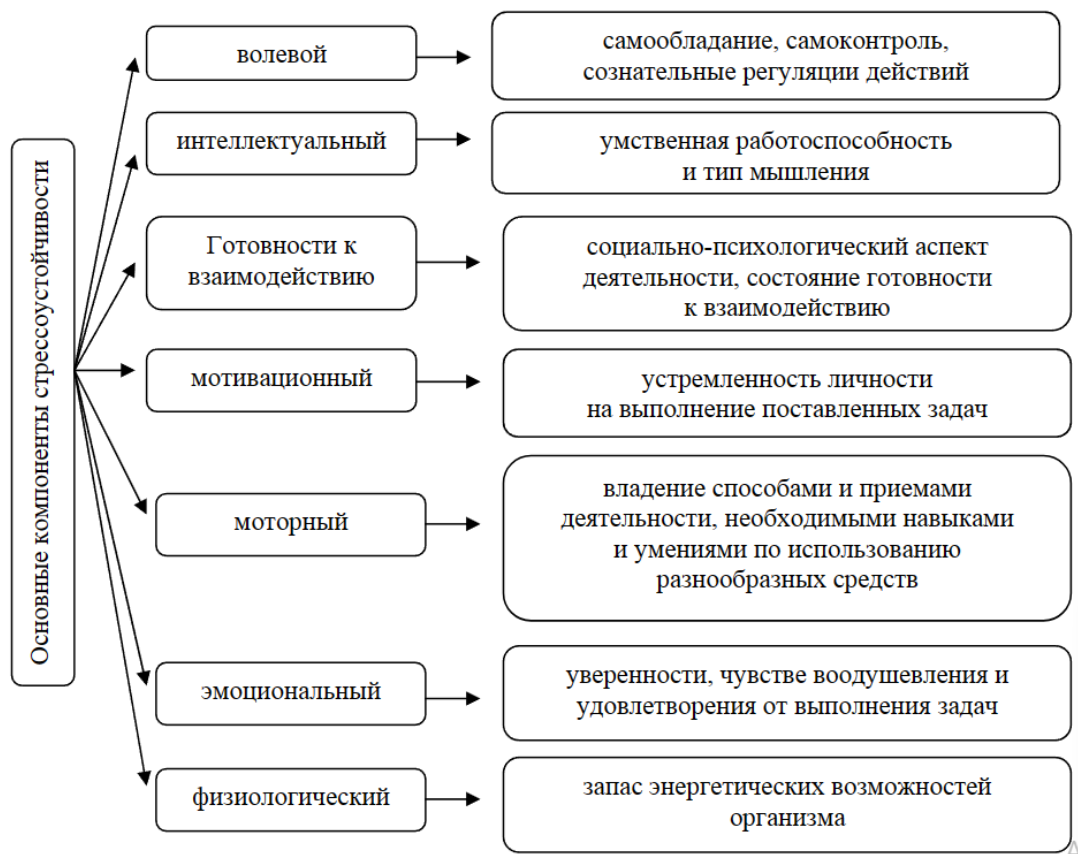 Основные компоненты стрессоустойчивости
волевой
самообладание, самоконтроль,
сознательные регуляции действий
интеллектуальный
умственная работоспособность
и тип мышления
Готовности к
взаимодействию
социально-психологический аспект
деятельности, состояние готовности
к взаимодействию
мотивационный
устремленность личности
на выполнение поставленных задач
моторный
владение способами и приемами
деятельности, необходимыми навыками
и умениями по использованию
разнообразных средств
эмоциональный
уверенности, чувстве воодушевления и
удовлетворения от выполнения задач
физиологический
запас энергетических возможностей
организма